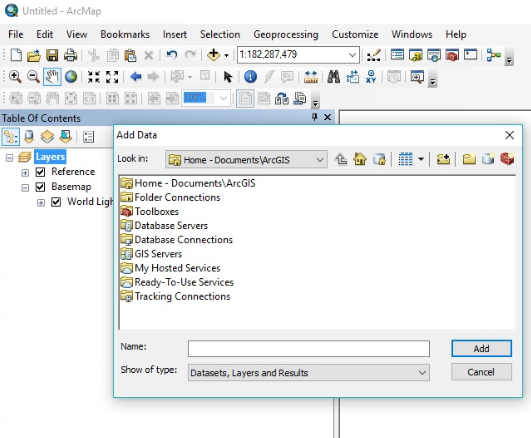 Untitled - ArcMap
File Edit View Bookmarks Insert Selection Geoprocessing Customize Windows Help
1:182,287,479
100%
Table Of Contents
Layers
Reference
Basemap
World Ligh
Add Data
Look in: Home - Documents\ArcGIS
Home - Documents\ArcGIS
Folder Connections
Toolboxes
Database Servers
Database Connections
GIS Servers
My Hosted Services
Ready-To-Use Services
Tracking Connections
Name: Add
Show of type: Datasets, Layers and Results Cancel